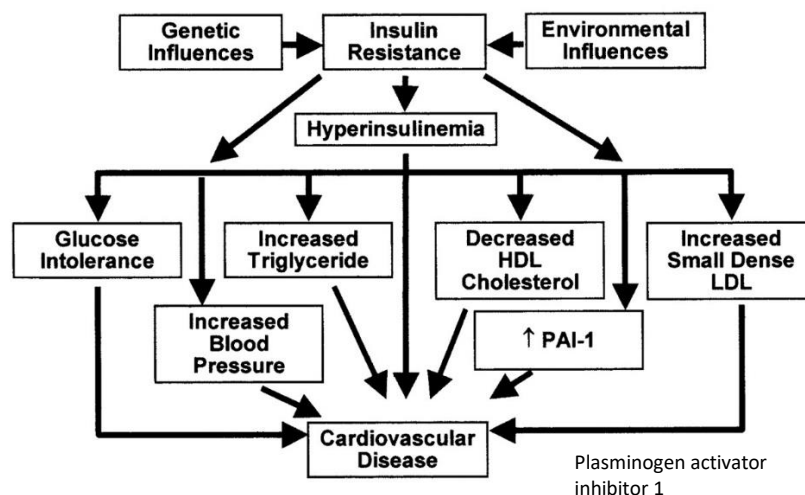 Genetic
Influences
Insulin
Resistance
Environmental
Influences
Hyperinsulinemia
Glucose
Intolerance
Increased
Triglyceride
Decreased
HDL
Cholesterol
Increased
Small Dense
LDL
Increased
Blood
Pressure
↑ PAI-1
Cardiovascular
Disease
Plasminogen activator
inhibitor 1